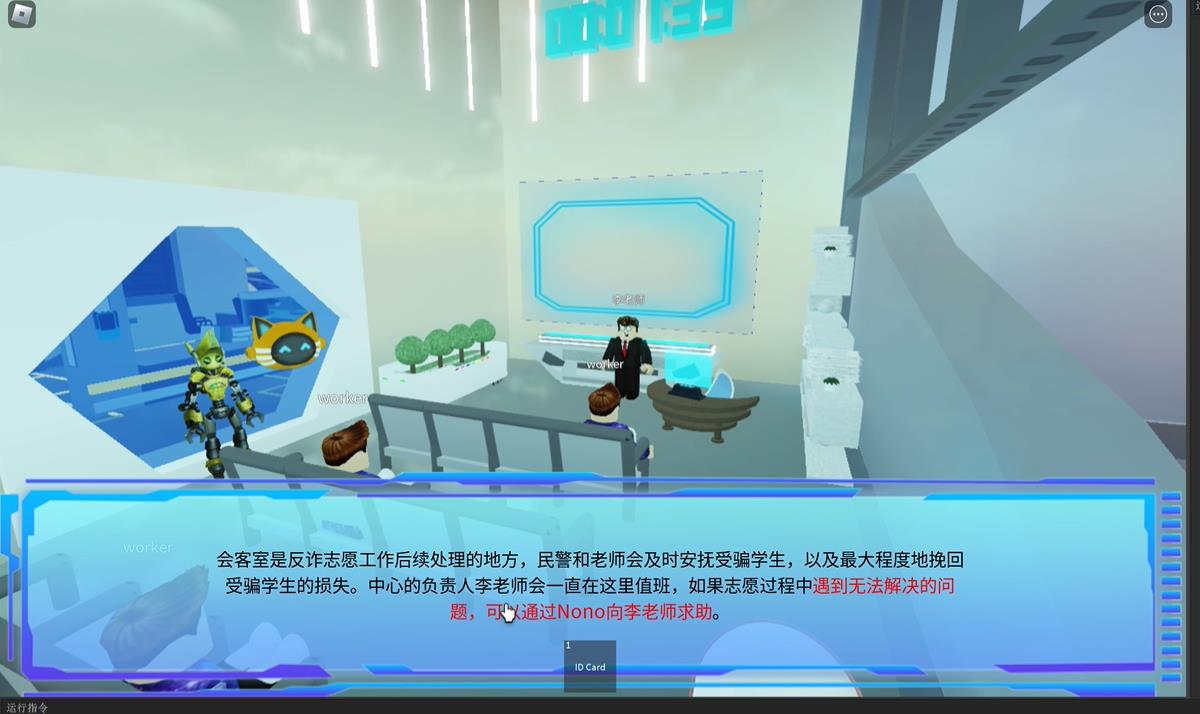 00:01:33
李老师
worker
worker
worker
会客室是反诈志愿工作后续处理的地方，民警和老师会及时安抚受骗学生，以及最大程度地挽回
受骗学生的损失。中心的负责人李老师会一直在这里值班，如果志愿过程中遇到无法解决的问
题，可以通过Nono向李老师求助。
1
ID Card
运行指令